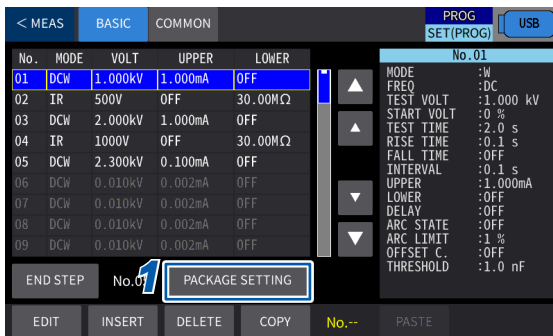 < MEAS BASIC COMMON PROG SET(PROG) USB
No. MODE VOLT UPPER LOWER
01 DCW 1.000kV 1.000mA OFF
02 IR 500V OFF 30.00MΩ
03 DCW 2.000kV 1.000mA OFF
04 IR 1000V OFF 30.00MΩ
05 DCW 2.300kV 0.100mA OFF
06 DCW 0.010kV 0.002mA OFF
07 DCW 0.010kV 0.002mA OFF
08 DCW 0.010kV 0.002mA OFF
09 DCW 0.010kV 0.002mA OFF
No.01
MODE :W
FREQ :DC
TEST VOLT :1.000 kV
START VOLT :0 %
TEST TIME :2.0 s
RISE TIME :0.1 s
FALL TIME :OFF
INTERVAL :0.1 s
UPPER :1.000mA
LOWER :OFF
DELAY :OFF
ARC STATE :OFF
ARC LIMIT :1 %
OFFSET C. :OFF
THRESHOLD :1.0 nF
END STEP No.0 1 PACKAGE SETTING
EDIT INSERT DELETE COPY No.-- PASTE